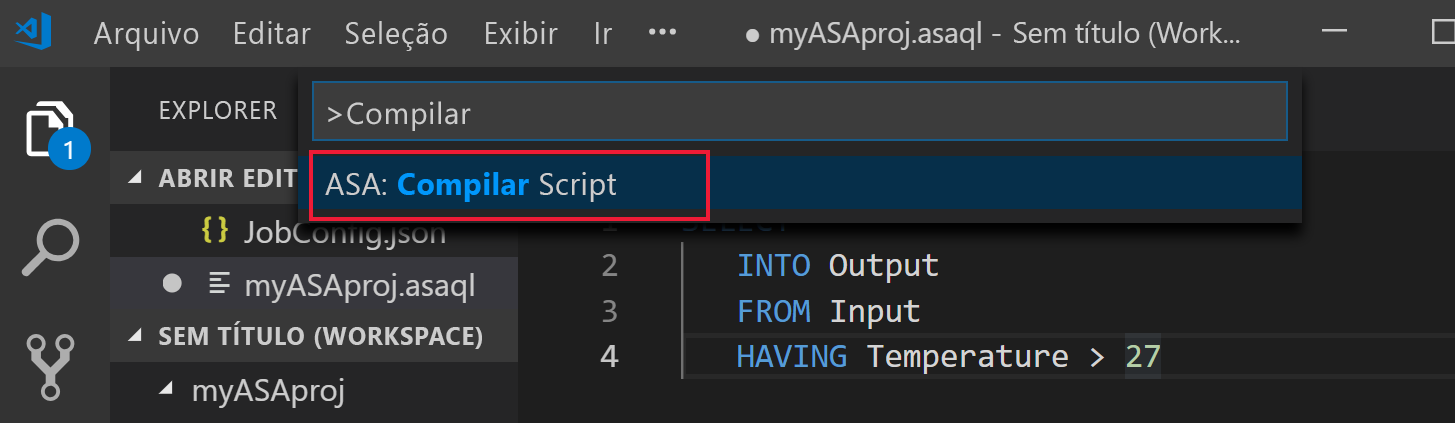 Arquivo Editar Seleção Exibir Ir ··· ● myASAproj.asaql - Sem título (Work...
EXPLORER
1
>Compilar
ABRIR EDIT
ASA: Compilar Script
{} JobConfig.json
myASAproj.asaql
SEM TÍTULO (WORKSPACE)
myASAproj
1 SELECT
2 INTO Output
3 FROM Input
4 HAVING Temperature > 27